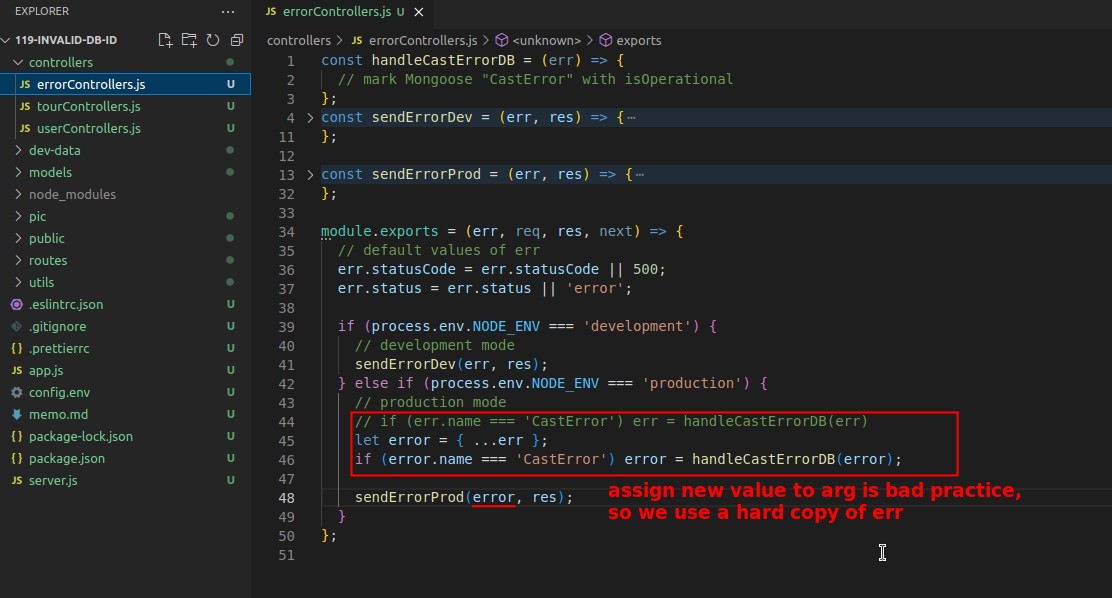 EXPLORER ...
JS errorControllers.js U ×
119-INVALID-DB-ID
controllers > JS errorControllers.js > <unknown> > exports
controllers
JS errorControllers.js U
JS tourControllers.js U
JS userControllers.js U
dev-data
models
node_modules
pic
public
routes
utils
.eslintrc.json U
.gitignore U
{} .prettierrc U
JS app.js U
config.env U
memo.md U
{} package-lock.json U
{} package.json U
JS server.js U
1 const handleCastErrorDB = (err) => {
2 // mark Mongoose "CastError" with isOperational
3 };
4 > const sendErrorDev = (err, res) => {···
11 };
12
13 > const sendErrorProd = (err, res) => {···
32 };
33
34 module.exports = (err, req, res, next) => {
35 // default values of err
36 err.statusCode = err.statusCode || 500;
37 err.status = err.status || 'error';
38
39 if (process.env.NODE_ENV === 'development') {
40 // development mode
41 sendErrorDev(err, res);
42 } else if (process.env.NODE_ENV === 'production') {
43 // production mode
44 // if (err.name === 'CastError') err = handleCastErrorDB(err)
45 let error = { ...err };
46 if (error.name === 'CastError') error = handleCastErrorDB(error);
47
48 sendErrorProd(error, res);
49 }
50 };
51
assign new value to arg is bad practice,
so we use a hard copy of err